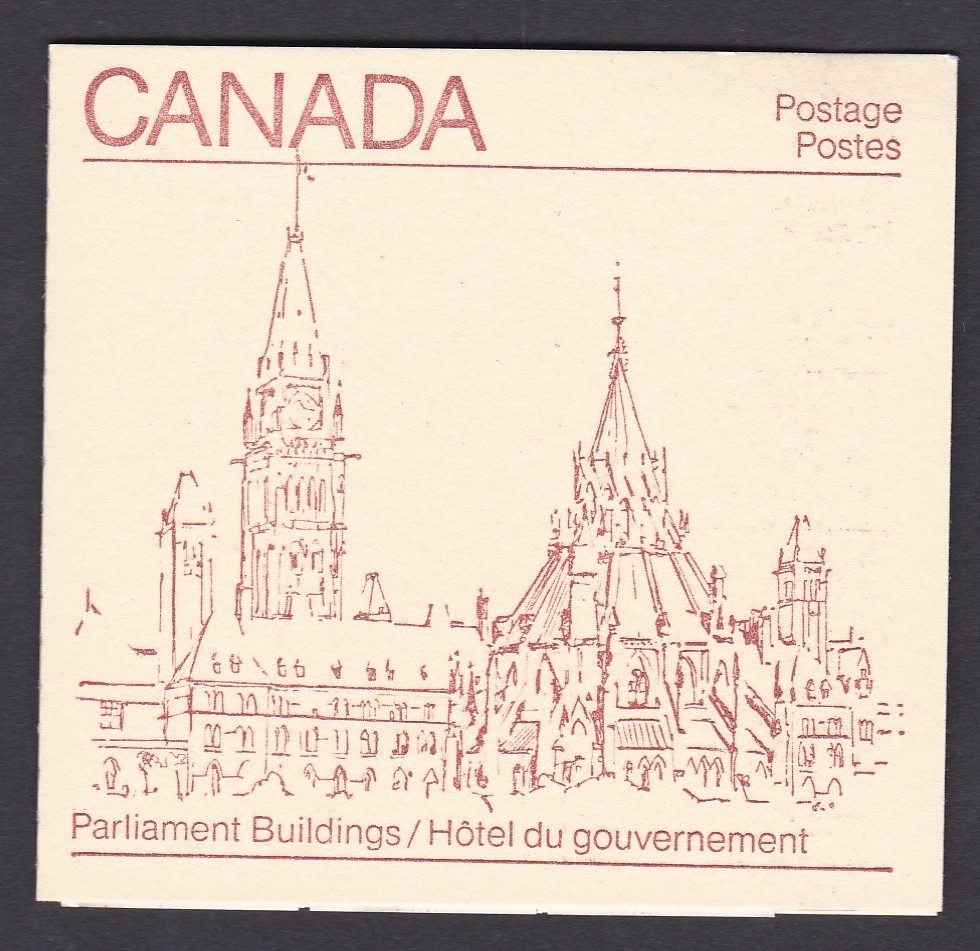 CANADA
Postage
Postes
Parliament Buildings / Hôtel du gouvernement